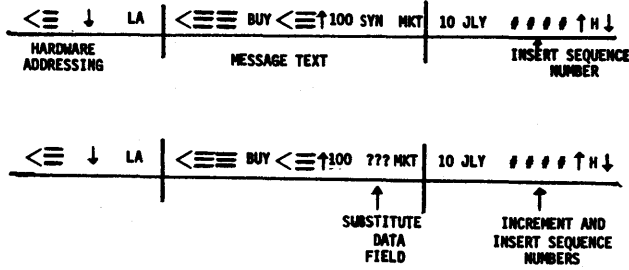 <≡ ↓ LA <≡≡ BUY <≡↑100 SYN MKT 10 JLY # # # # ↑ H ↓
HARDWARE ADDRESSING
MESSAGE TEXT
INSERT SEQUENCE NUMBER
<≡ ↓ LA <≡≡ BUY <≡↑100 ??? MKT 10 JLY # # # # ↑ H ↓
SUBSTITUTE DATA FIELD
INCREMENT AND INSERT SEQUENCE NUMBERS